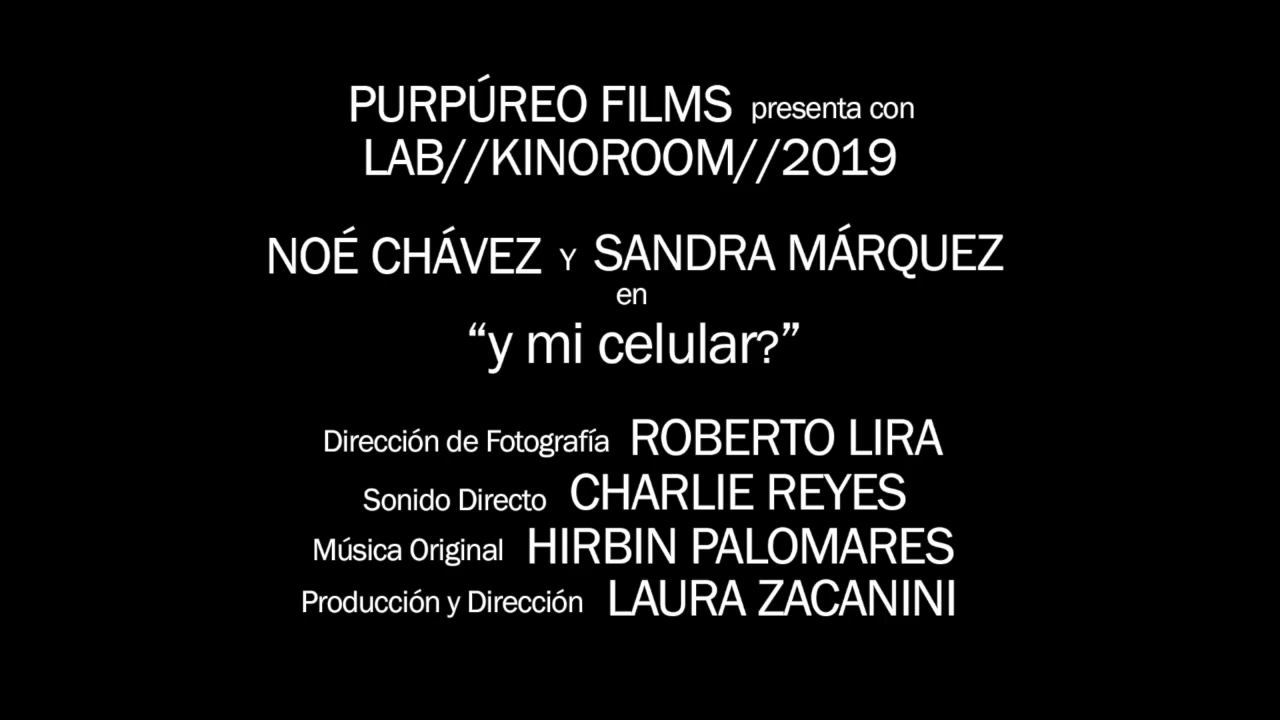 PURPÚREO FILMS presenta con
LAB//KINOROOM//2019
NOÉ CHÁVEZ Y SANDRA MÁRQUEZ
en
“y mi celular?”
Dirección de Fotografía ROBERTO LIRA
Sonido Directo CHARLIE REYES
Música Original HIRBIN PALOMARES
Producción y Dirección LAURA ZACANINI